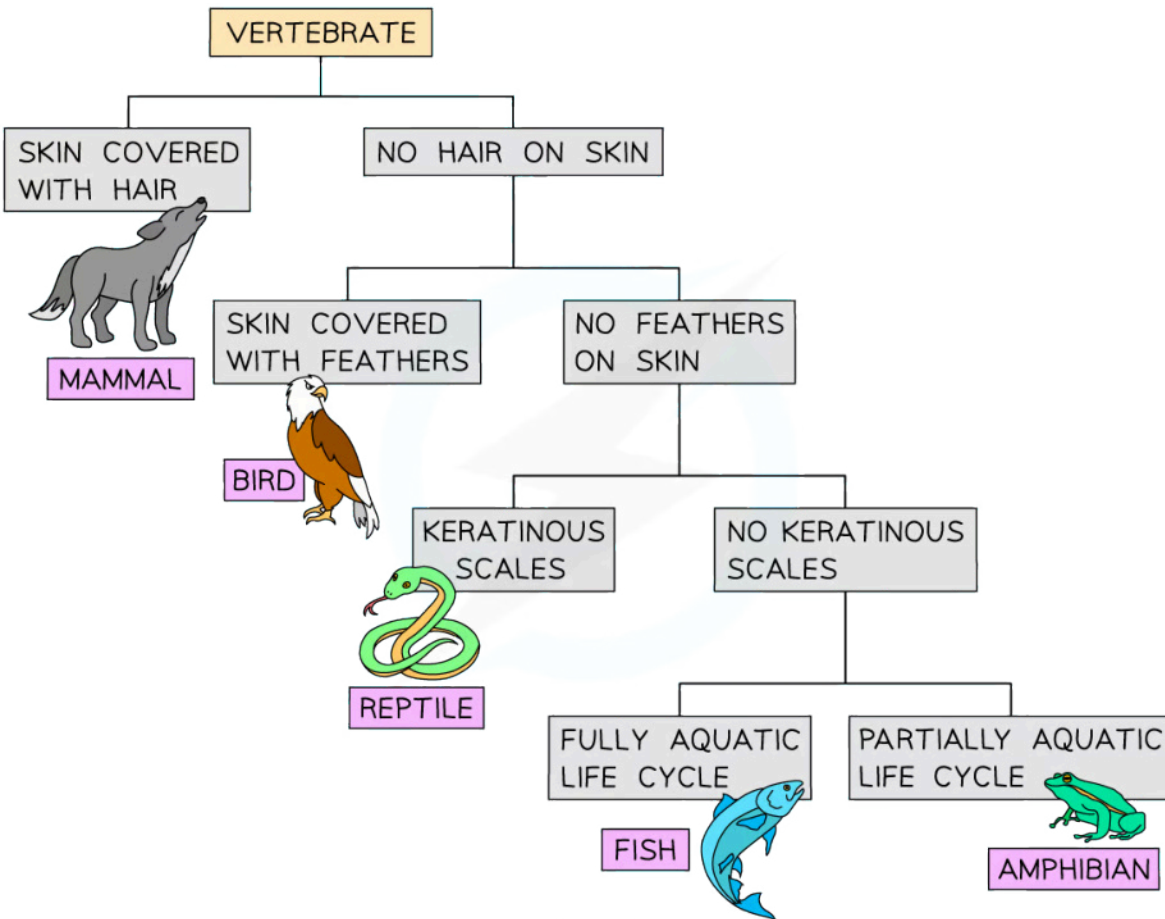 VERTEBRATE
SKIN COVERED
WITH HAIR
NO HAIR ON SKIN
MAMMAL
SKIN COVERED
WITH FEATHERS
NO FEATHERS
ON SKIN
BIRD
KERATINOUS
SCALES
NO KERATINOUS
SCALES
REPTILE
FULLY AQUATIC
LIFE CYCLE
PARTIALLY AQUATIC
LIFE CYCLE
FISH
AMPHIBIAN